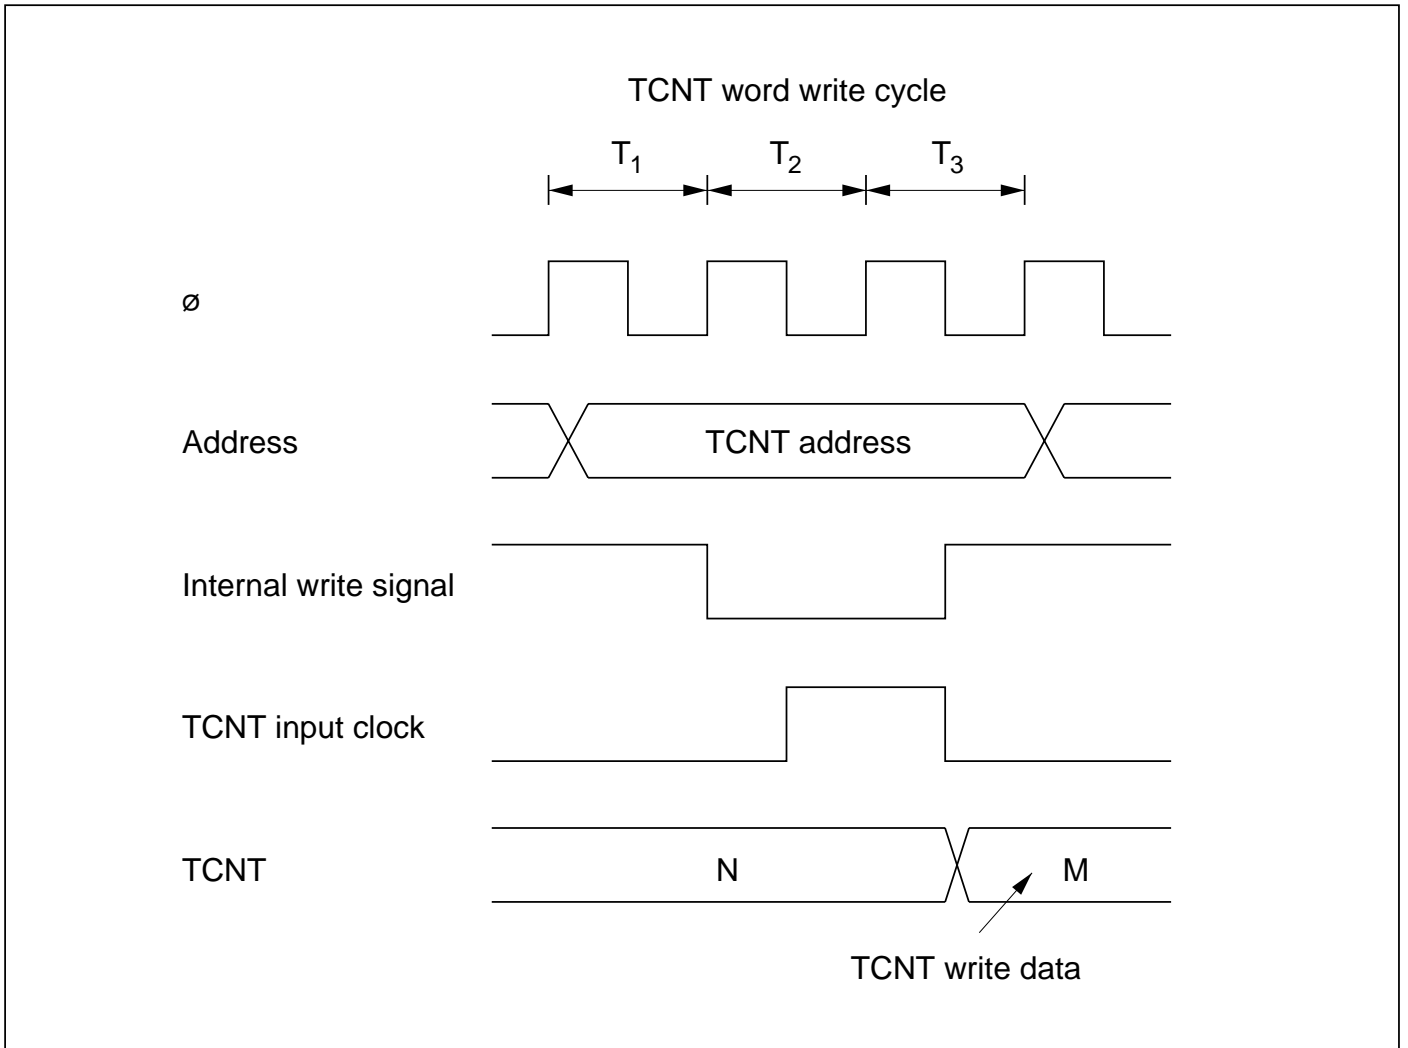 TCNT word write cycle
T1 T2 T3
ø
Address
TCNT address
Internal write signal
TCNT input clock
TCNT
N
M
TCNT write data